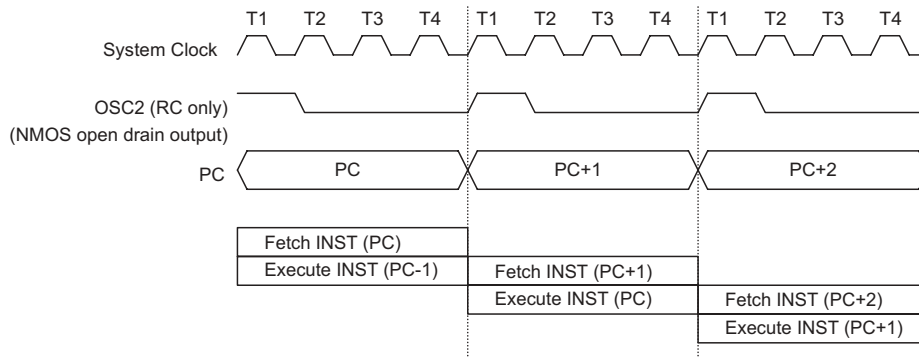 T1 T2 T3 T4 T1 T2 T3 T4 T1 T2 T3 T4
System Clock
OSC2 (RC only)
(NMOS open drain output)
PC PC PC+1 PC+2
Fetch INST (PC)
Execute INST (PC-1) Fetch INST (PC+1)
Execute INST (PC) Fetch INST (PC+2)
Execute INST (PC+1)